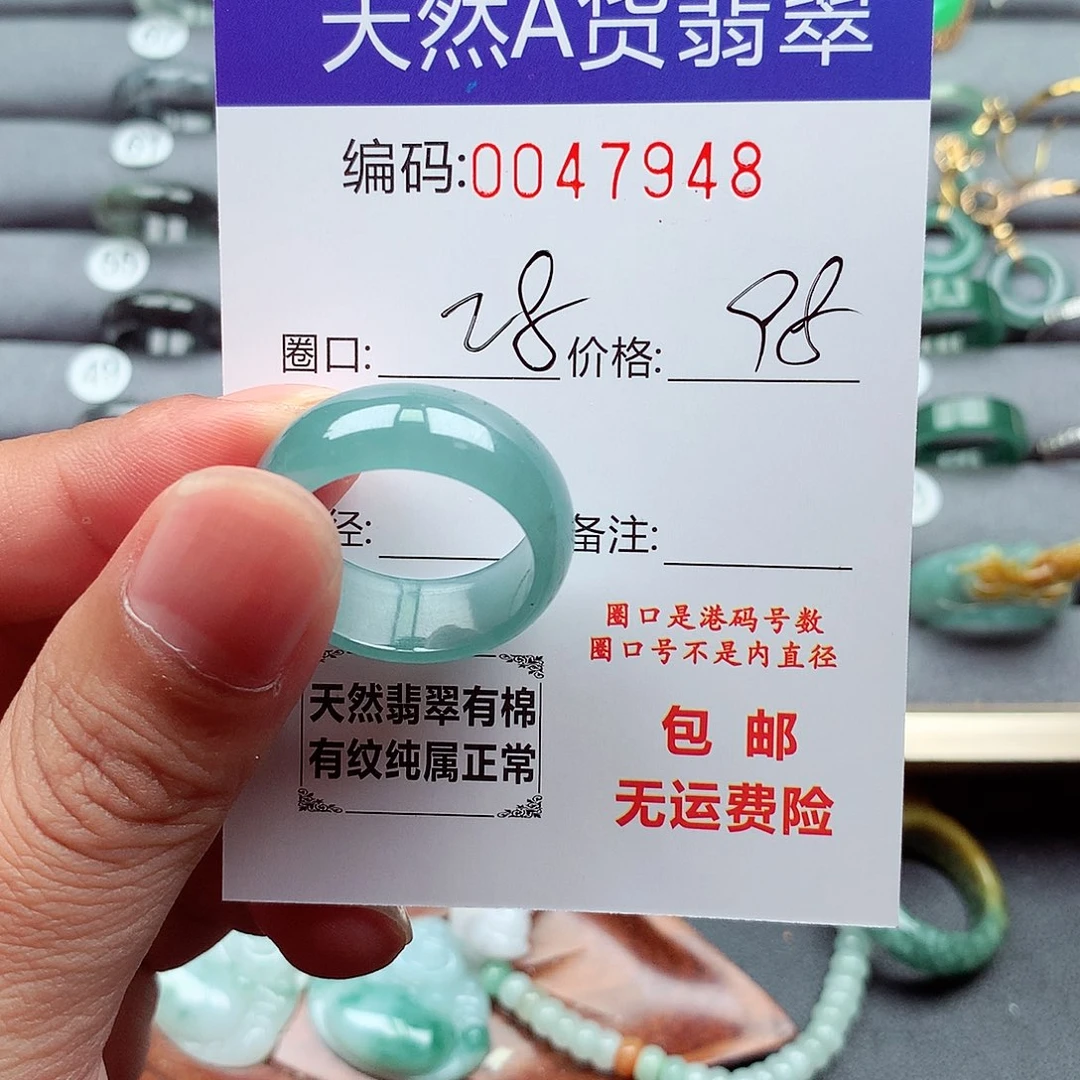 天然A货翡翠
编码:0047948
圈口: 28 价格: 98
径: 备注:
圈口是港码号数
圈口号不是内直径
天然翡翠有棉
有纹纯属正常
包 邮
无运费险